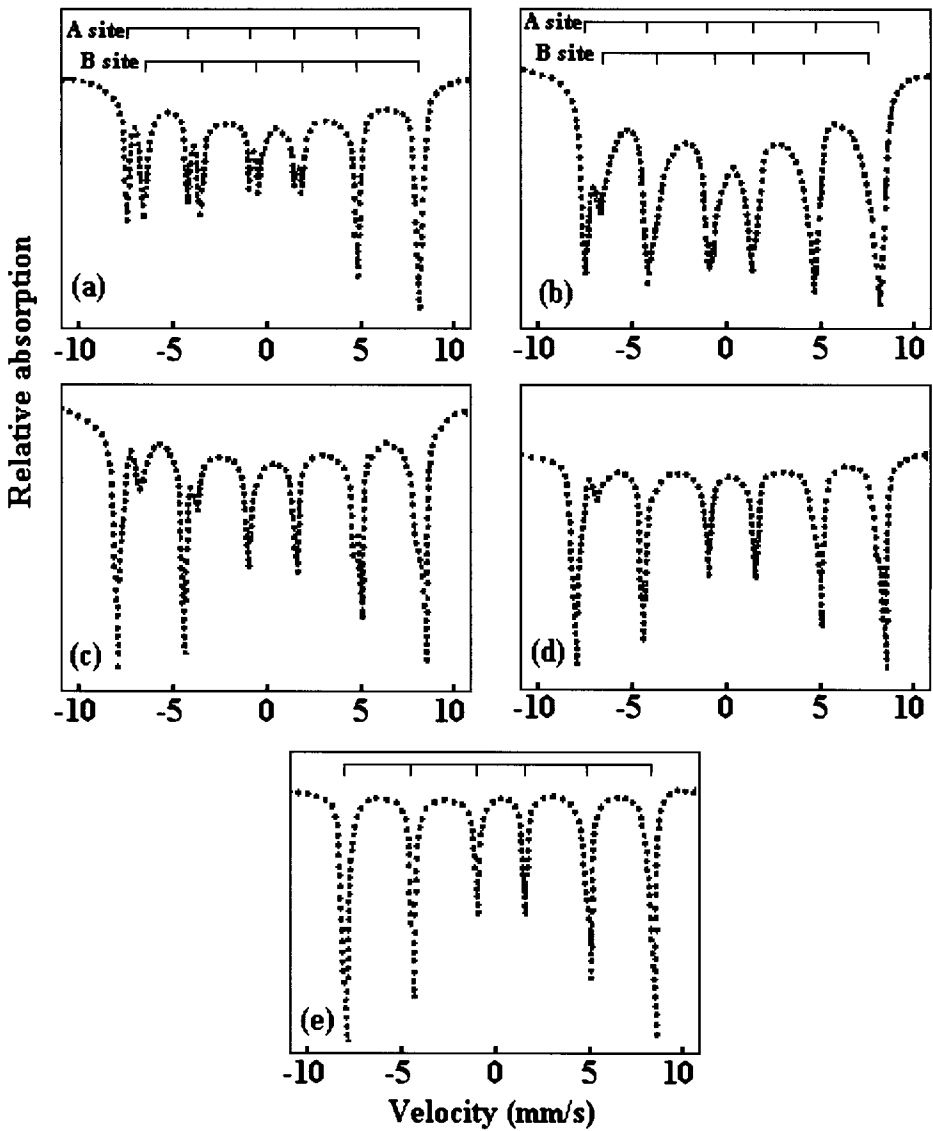 A site
B site
(a)
-10 -5 0 5 10
A site
B site
(b)
-10 -5 0 5 10
Relative absorption
(c)
-10 -5 0 5 10
(d)
-10 -5 0 5 10
(e)
-10 -5 0 5 10
Velocity (mm/s)